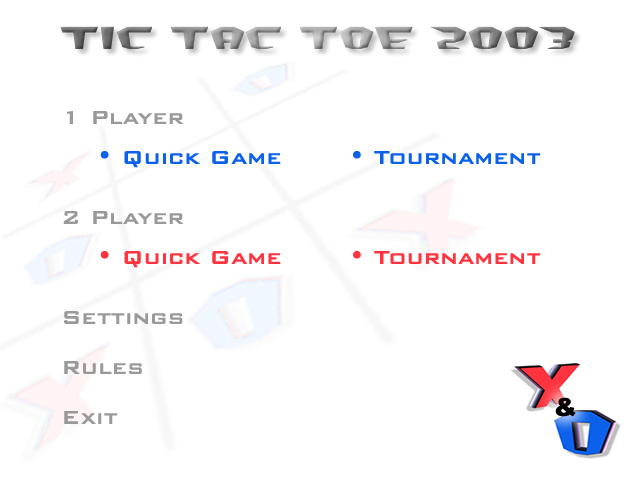 TIC TAC TOE 2003
1 PLAYER
• QUICK GAME • TOURNAMENT
2 PLAYER
• QUICK GAME • TOURNAMENT
SETTINGS
RULES
EXIT
X
&
O